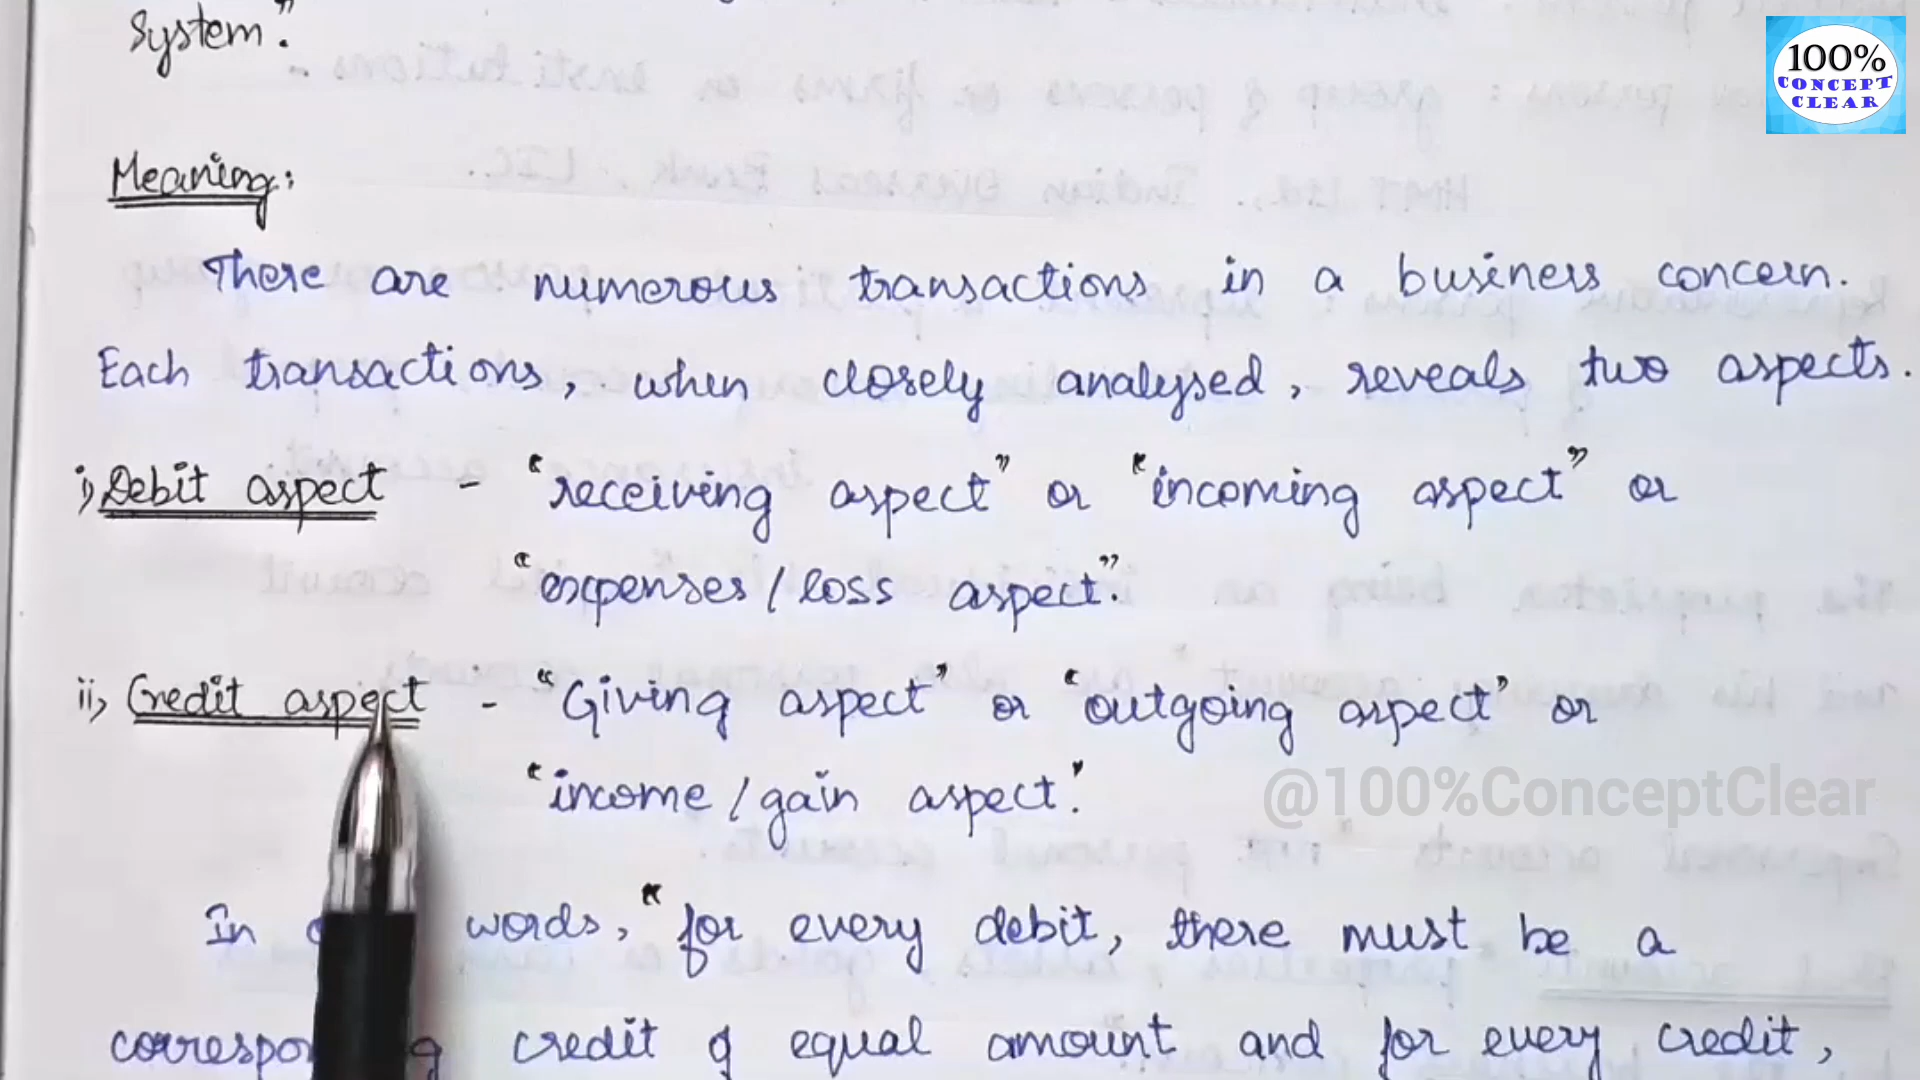 System."
100%
CONCEPT
CLEAR
Meaning:
There are numerous transactions in a business concern.
Each transactions, when closely analysed, reveals two aspects.
i) Debit aspect - "receiving aspect" or "incoming aspect" or
"expenses/loss aspect."
ii) Credit aspect - "Giving aspect" or "outgoing aspect" or
"income/gain aspect."
@100%ConceptClear
In words, "for every debit, there must be a
credit of equal amount and for every credit,